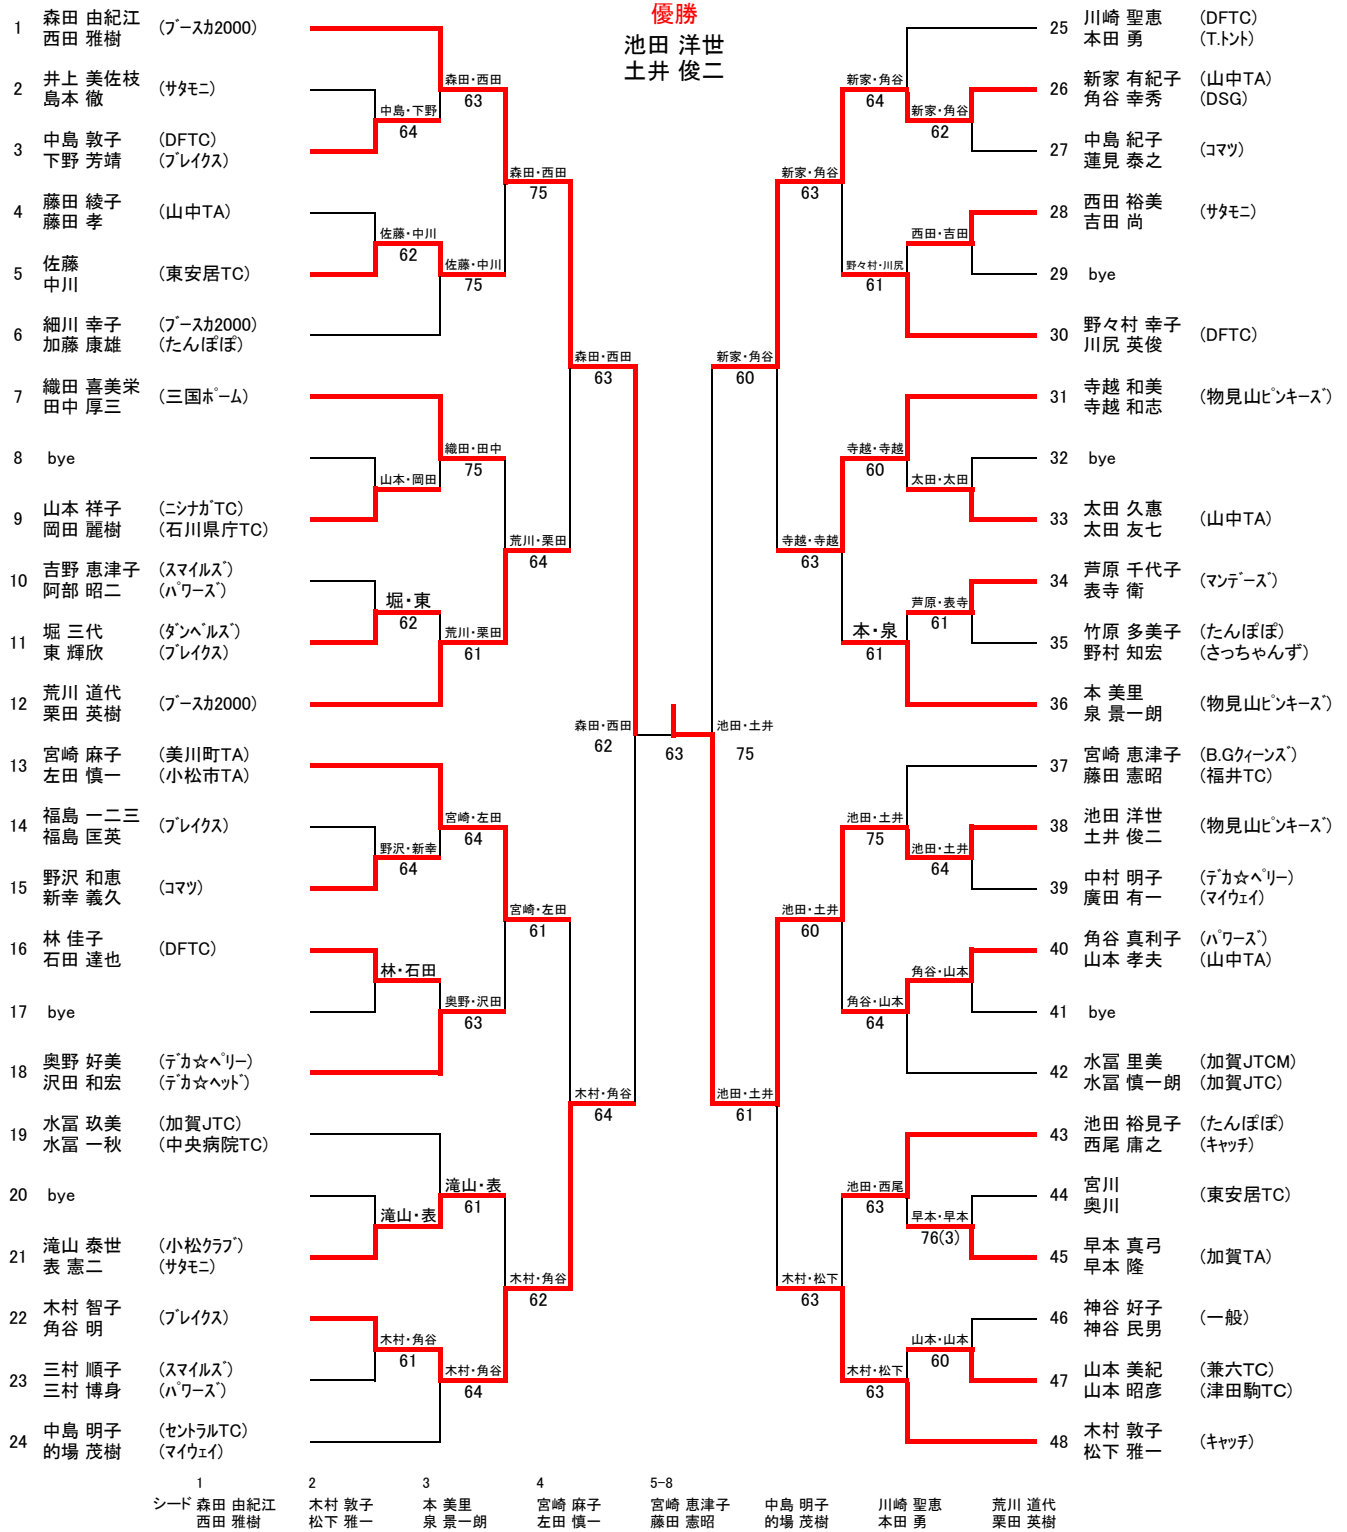 優勝
池田 洋世
土井 俊二
1 森田 由紀江 (ﾌﾞｰｽｶ2000)
西田 雅樹
2 井上 美佐枝 (ｻﾀﾓﾆ)
島本 徹
3 中島 敦子 (DFTC)
下野 芳靖 (ﾌﾞﾚｲｸｽ)
4 藤田 綾子 (山中TA)
藤田 孝
5 佐藤 (東安居TC)
中川
6 細川 幸子 (ﾌﾞｰｽｶ2000)
加藤 康雄 (たんぽぽ)
7 織田 喜美栄 (三国ﾎﾟｰﾑ)
田中 厚三
8 bye
9 山本 祥子 (ﾆｼﾅｶﾞTC)
岡田 麗樹 (石川県庁TC)
10 吉野 恵津子 (ｽﾏｲﾙｽﾞ)
阿部 昭二 (ﾊﾟﾜｰｽﾞ)
11 堀 三代 (ﾀﾞﾝﾍﾞﾙｽﾞ)
東 輝欣 (ﾌﾞﾚｲｸｽ)
12 荒川 道代 (ﾌﾞｰｽｶ2000)
栗田 英樹
13 宮崎 麻子 (美川町TA)
左田 慎一 (小松市TA)
14 福島 一二三 (ﾌﾞﾚｲｸｽ)
福島 匡英
15 野沢 和恵 (ｺﾏﾂ)
新幸 義久
16 林 佳子 (DFTC)
石田 達也
17 bye
18 奥野 好美 (ﾃﾞｶ☆ﾍﾟﾘｰ)
沢田 和宏 (ﾃﾞｶ☆ﾍｯﾄﾞ)
19 水冨 玖美 (加賀JTC)
水冨 一秋 (中央病院TC)
20 bye
21 滝山 泰世 (小松ｸﾗﾌﾞ)
表 憲二 (ｻﾀﾓﾆ)
22 木村 智子 (ﾌﾞﾚｲｸｽ)
角谷 明
23 三村 順子 (ｽﾏｲﾙｽﾞ)
三村 博身 (ﾊﾟﾜｰｽﾞ)
24 中島 明子 (ｾﾝﾄﾗﾙTC)
的場 茂樹 (ﾏｲｳｪｲ)
中島・下野
64
佐藤・中川
62
山本・岡田
堀・東
62
野沢・新幸
64
林・石田
滝山・表
木村・角谷
61
森田・西田
63
佐藤・中川
75
織田・田中
75
荒川・栗田
61
宮崎・左田
64
奥野・沢田
63
滝山・表
61
木村・角谷
64
森田・西田
75
荒川・栗田
64
宮崎・左田
61
木村・角谷
62
森田・西田
63
木村・角谷
64
森田・西田
62
63
池田・土井
75
新家・角谷
60
池田・土井
61
新家・角谷
63
寺越・寺越
63
池田・土井
60
木村・松下
63
新家・角谷
64
野々村・川尻
61
寺越・寺越
60
本・泉
61
池田・土井
75
角谷・山本
64
池田・西尾
63
木村・松下
63
新家・角谷
62
西田・吉田
太田・太田
芦原・表寺
61
池田・土井
64
角谷・山本
早本・早本
76(3)
山本・山本
60
25 川崎 聖恵 (DFTC)
本田 勇 (T.ﾄﾝﾄ)
26 新家 有紀子 (山中TA)
角谷 幸秀 (DSG)
27 中島 紀子 (ｺﾏﾂ)
蓮見 泰之
28 西田 裕美 (ｻﾀﾓﾆ)
吉田 尚
29 bye
30 野々村 幸子 (DFTC)
川尻 英俊
31 寺越 和美 (物見山ﾋﾟﾝｷｰｽﾞ)
寺越 和志
32 bye
33 太田 久惠 (山中TA)
太田 友七
34 芦原 千代子 (ﾏﾝﾃﾞｰｽﾞ)
表寺 衛
35 竹原 多美子 (たんぽぽ)
野村 知宏 (さっちゃんず)
36 本 美里 (物見山ﾋﾟﾝｷｰｽﾞ)
泉 景一朗
37 宮崎 恵津子 (B.Gｸｨｰﾝｽﾞ)
藤田 憲昭 (福井TC)
38 池田 洋世 (物見山ﾋﾟﾝｷｰｽﾞ)
土井 俊二
39 中村 明子 (ﾃﾞｶ☆ﾍﾟﾘｰ)
廣田 有一 (ﾏｲｳｪｲ)
40 角谷 真利子 (ﾊﾟﾜｰｽﾞ)
山本 孝夫 (山中TA)
41 bye
42 水冨 里美 (加賀JTCM)
水冨 慎一朗 (加賀JTC)
43 池田 裕見子 (たんぽぽ)
西尾 庸之 (ｷｬｯﾁ)
44 宮川 (東安居TC)
奥川
45 早本 真弓 (加賀TA)
早本 隆
46 神谷 好子 (一般)
神谷 民男
47 山本 美紀 (兼六TC)
山本 昭彦 (津田駒TC)
48 木村 敦子 (ｷｬｯﾁ)
松下 雅一
1 2 3 4 5-8
シード 森田 由紀江 木村 敦子 本 美里 宮崎 麻子 宮崎 恵津子 中島 明子 川崎 聖恵 荒川 道代
西田 雅樹 松下 雅一 泉 景一朗 左田 慎一 藤田 憲昭 的場 茂樹 本田 勇 栗田 英樹